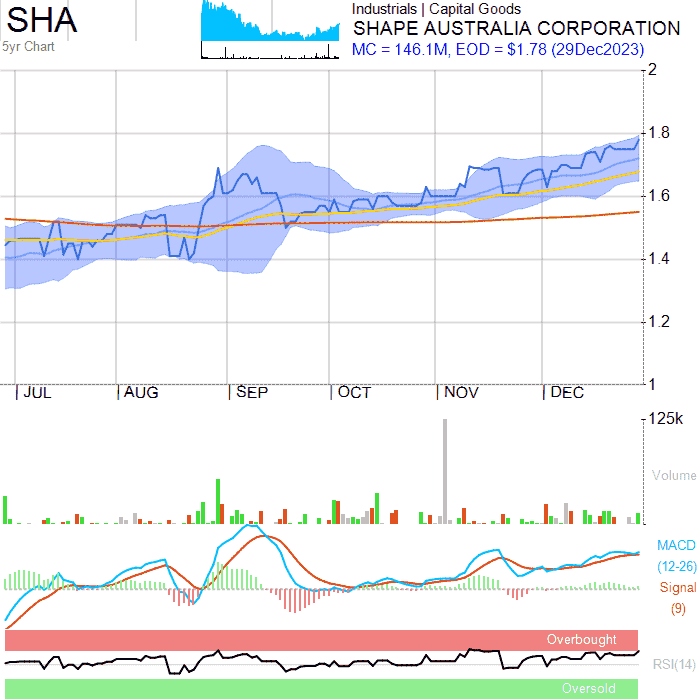 SHA
5yr Chart
Industrials | Capital Goods
SHAPE AUSTRALIA CORPORATION
MC = 146.1M, EOD = $1.78 (29Dec2023)
2
1.8
1.6
1.4
1.2
1
JUL AUG SEP OCT NOV DEC
125k
Volume
MACD
(12-26)
Signal
(9)
Overbought
RSI(14)
Oversold